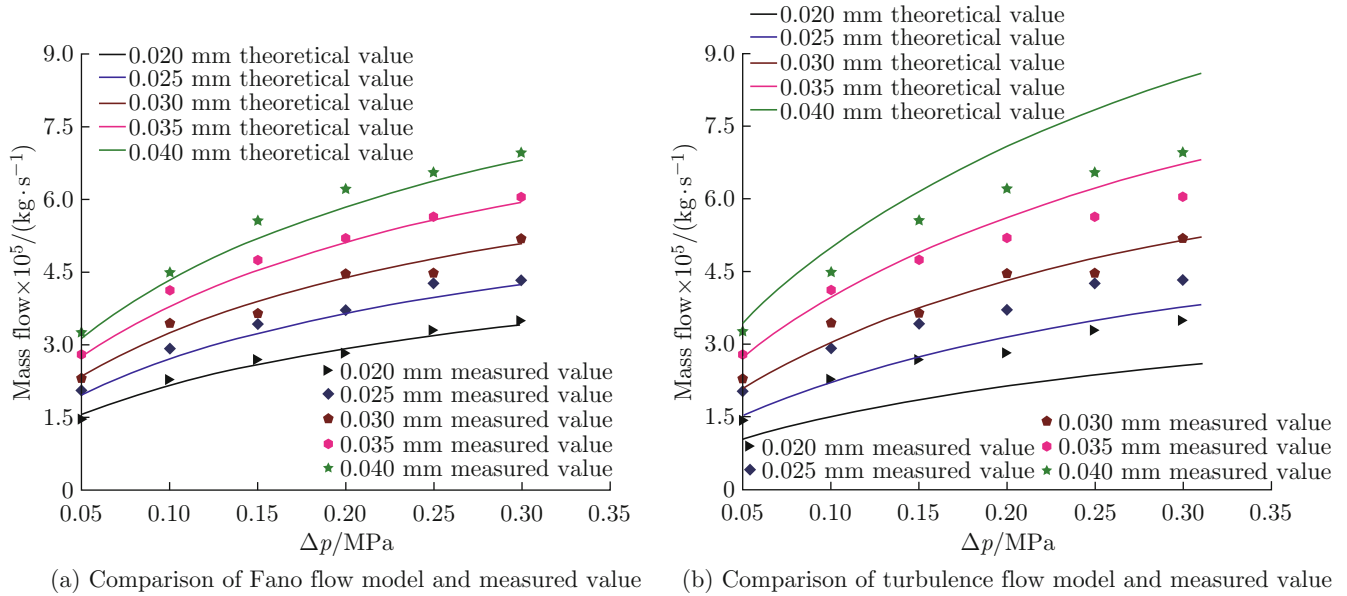 0.020 mm theoretical value
0.025 mm theoretical value
0.030 mm theoretical value
0.035 mm theoretical value
0.040 mm theoretical value
9.0
7.5
6.0
4.5
3.0
1.5
0
Mass flow×10⁵/(kg·s⁻¹)
0.020 mm measured value
0.025 mm measured value
0.030 mm measured value
0.035 mm measured value
0.040 mm measured value
0.05 0.10 0.15 0.20 0.25 0.30 0.35
Δp/MPa
(a) Comparison of Fano flow model and measured value
0.020 mm theoretical value
0.025 mm theoretical value
0.030 mm theoretical value
0.035 mm theoretical value
0.040 mm theoretical value
9.0
7.5
6.0
4.5
3.0
1.5
0
Mass flow×10⁵/(kg·s⁻¹)
0.020 mm measured value
0.025 mm measured value
0.030 mm measured value
0.035 mm measured value
0.040 mm measured value
0.05 0.10 0.15 0.20 0.25 0.30 0.35
Δp/MPa
(b) Comparison of turbulence flow model and measured value